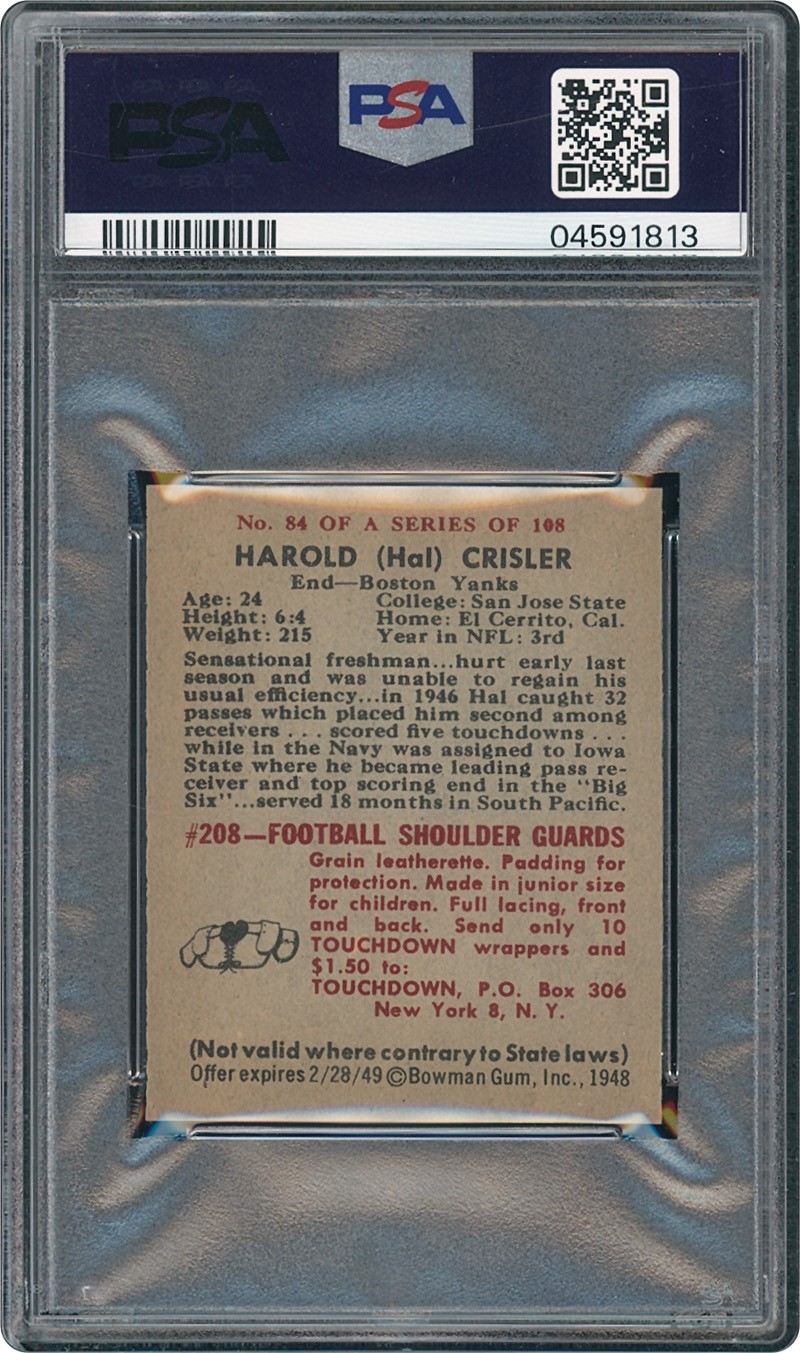 PSA
PSA
04591813
No. 84 OF A SERIES OF 108
HAROLD (Hal) CRISLER
End—Boston Yanks
Age: 24 College: San Jose State
Height: 6:4 Home: El Cerrito, Cal.
Weight: 215 Year in NFL: 3rd
Sensational freshman...hurt early last
season and was unable to regain his
usual efficiency...in 1946 Hal caught 32
passes which placed him second among
receivers . . . scored five touchdowns . . .
while in the Navy was assigned to Iowa
State where he became leading pass re-
ceiver and top scoring end in the "Big
Six"...served 18 months in South Pacific.
#208—FOOTBALL SHOULDER GUARDS
Grain leatherette. Padding for
protection. Made in junior size
for children. Full lacing, front
and back. Send only 10
TOUCHDOWN wrappers and
$1.50 to:
TOUCHDOWN, P.O. Box 306
New York 8, N. Y.
(Not valid where contrary to State laws)
Offer expires 2/28/49 ©Bowman Gum, Inc., 1948